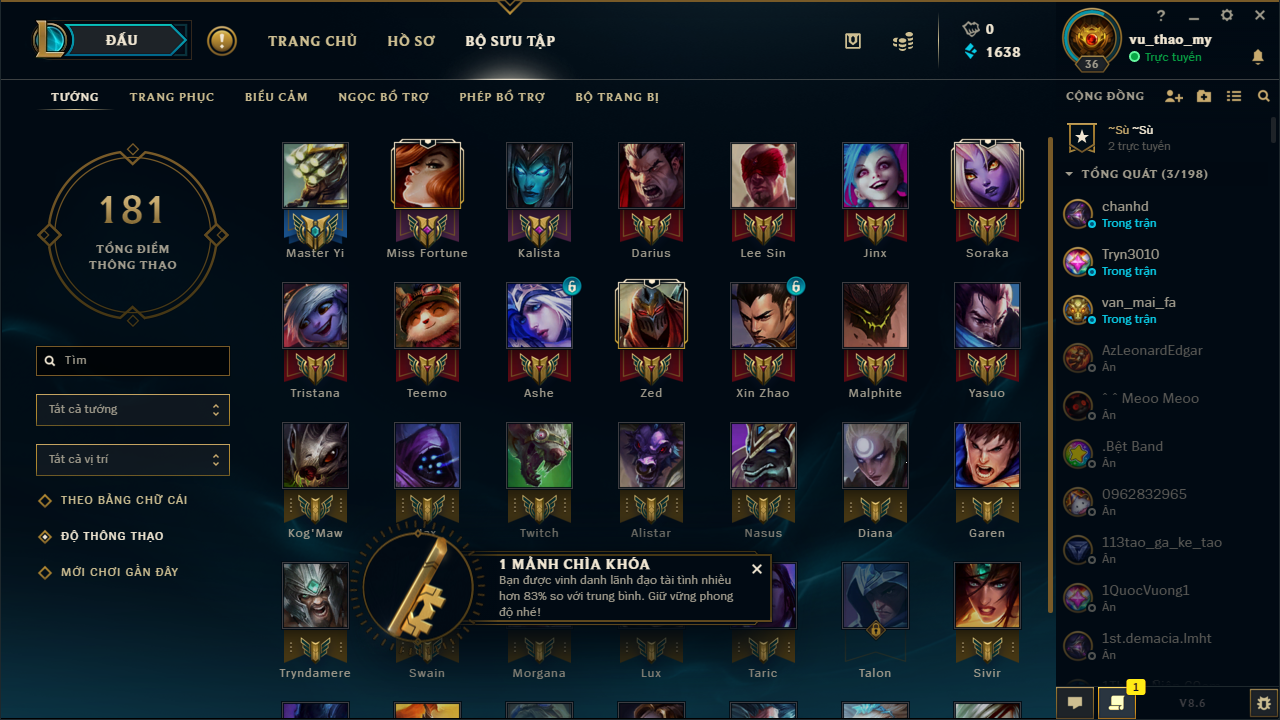 ĐẤU
!
TRANG CHỦ
HỒ SƠ
BỘ SƯU TẬP
0
1638
36
?
vu_thao_my
Trực tuyến
TƯỚNG
TRANG PHỤC
BIỂU CẢM
NGỌC BỔ TRỢ
PHÉP BỔ TRỢ
BỘ TRANG BỊ
CỘNG ĐỒNG
~Sù ~Sù
2 trực tuyến
TỔNG QUÁT (3/198)
181
TỔNG ĐIỂM
THÔNG THẠO
Tìm
Tất cả tướng
Tất cả vị trí
THEO BẢNG CHỮ CÁI
ĐỘ THÔNG THẠO
MỚI CHƠI GẦN ĐÂY
Master Yi
Miss Fortune
Kalista
Darius
Lee Sin
Jinx
Soraka
6
6
Tristana
Teemo
Ashe
Zed
Xin Zhao
Malphite
Yasuo
Kog'Maw
Twitch
Alistar
Nasus
Diana
Garen
1 MẢNH CHÌA KHÓA
Bạn được vinh danh lãnh đạo tài tình nhiều
hơn 83% so với trung bình. Giữ vững phong
độ nhé!
Tryndamere
Swain
Morgana
Lux
Taric
Talon
Sivir
chanhd
Trong trận
Tryn3010
Trong trận
van_mai_fa
Trong trận
AzLeonardEdgar
Ẩn
ˆ ˆ Meoo Meoo
Ẩn
.Bệt Band
Ẩn
0962832965
Ẩn
113tao_ga_ke_tao
Ẩn
1QuocVuong1
Ẩn
1st.demacia.lmht
Ẩn
1
V8.6